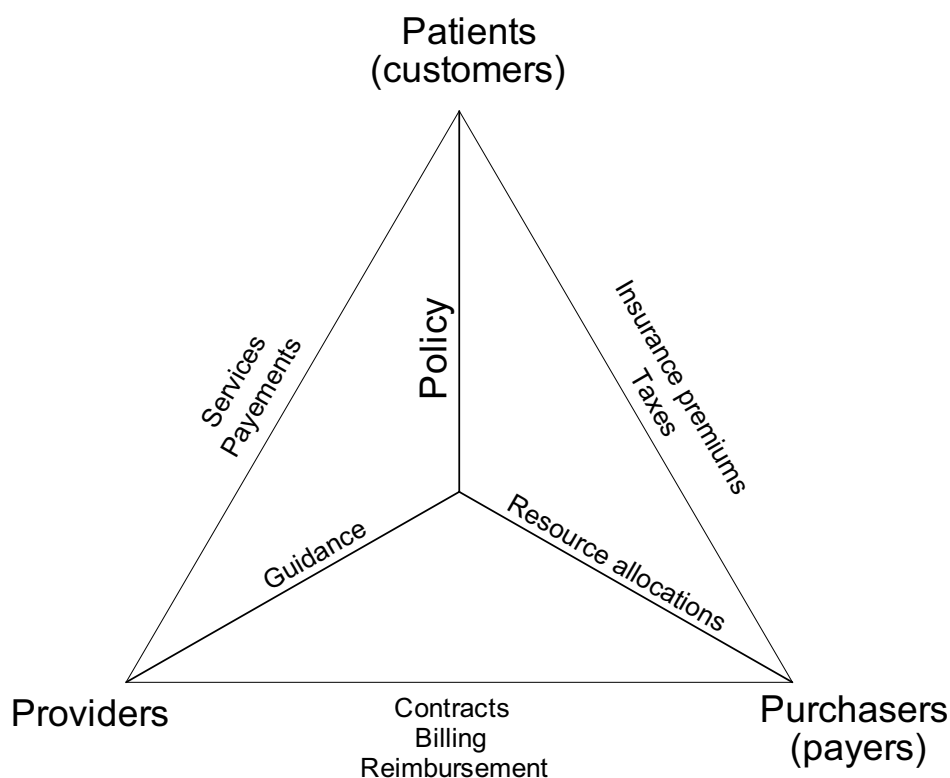 Patients
(customers)
Services
Payements
Policy
Insurance premiums
Taxes
Guidance
Resource allocations
Providers
Contracts
Billing
Reimbursement
Purchasers
(payers)